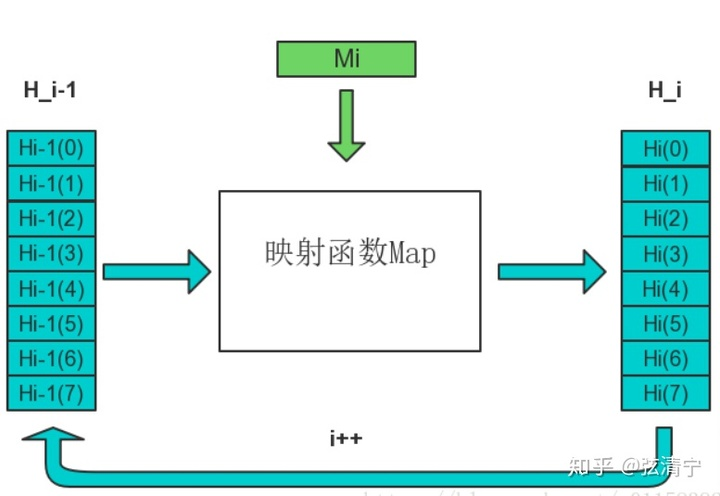 Mi
H_i-1
H_i
Hi-1(0)
Hi-1(1)
Hi-1(2)
Hi-1(3)
Hi-1(4)
Hi-1(5)
Hi-1(6)
Hi-1(7)
映射函数Map
Hi(0)
Hi(1)
Hi(2)
Hi(3)
Hi(4)
Hi(5)
Hi(6)
Hi(7)
i++
知乎 @弦清宁